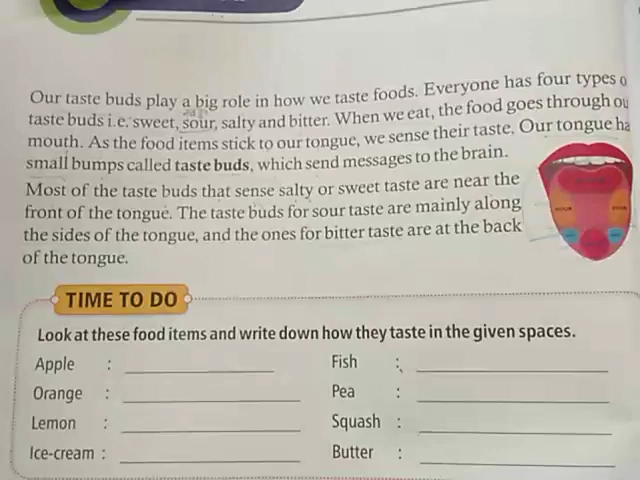 Our taste buds play a big role in how we taste foods. Everyone has four types
taste buds i.e. sweet, sour, salty and bitter. When we eat, the food goes through
mouth. As the food items stick to our tongue, we sense their taste. Our tongue
small bumps called taste buds, which send messages to the brain.
Most of the taste buds that sense salty or sweet taste are near the
front of the tongue. The taste buds for sour taste are mainly along
the sides of the tongue, and the ones for bitter taste are at the back
of the tongue.
SOUR
TIME TO DO
Look at these food items and write down how they taste in the given spaces.
Apple : Fish :
Orange : Pea :
Lemon : Squash :
Ice-cream : Butter :